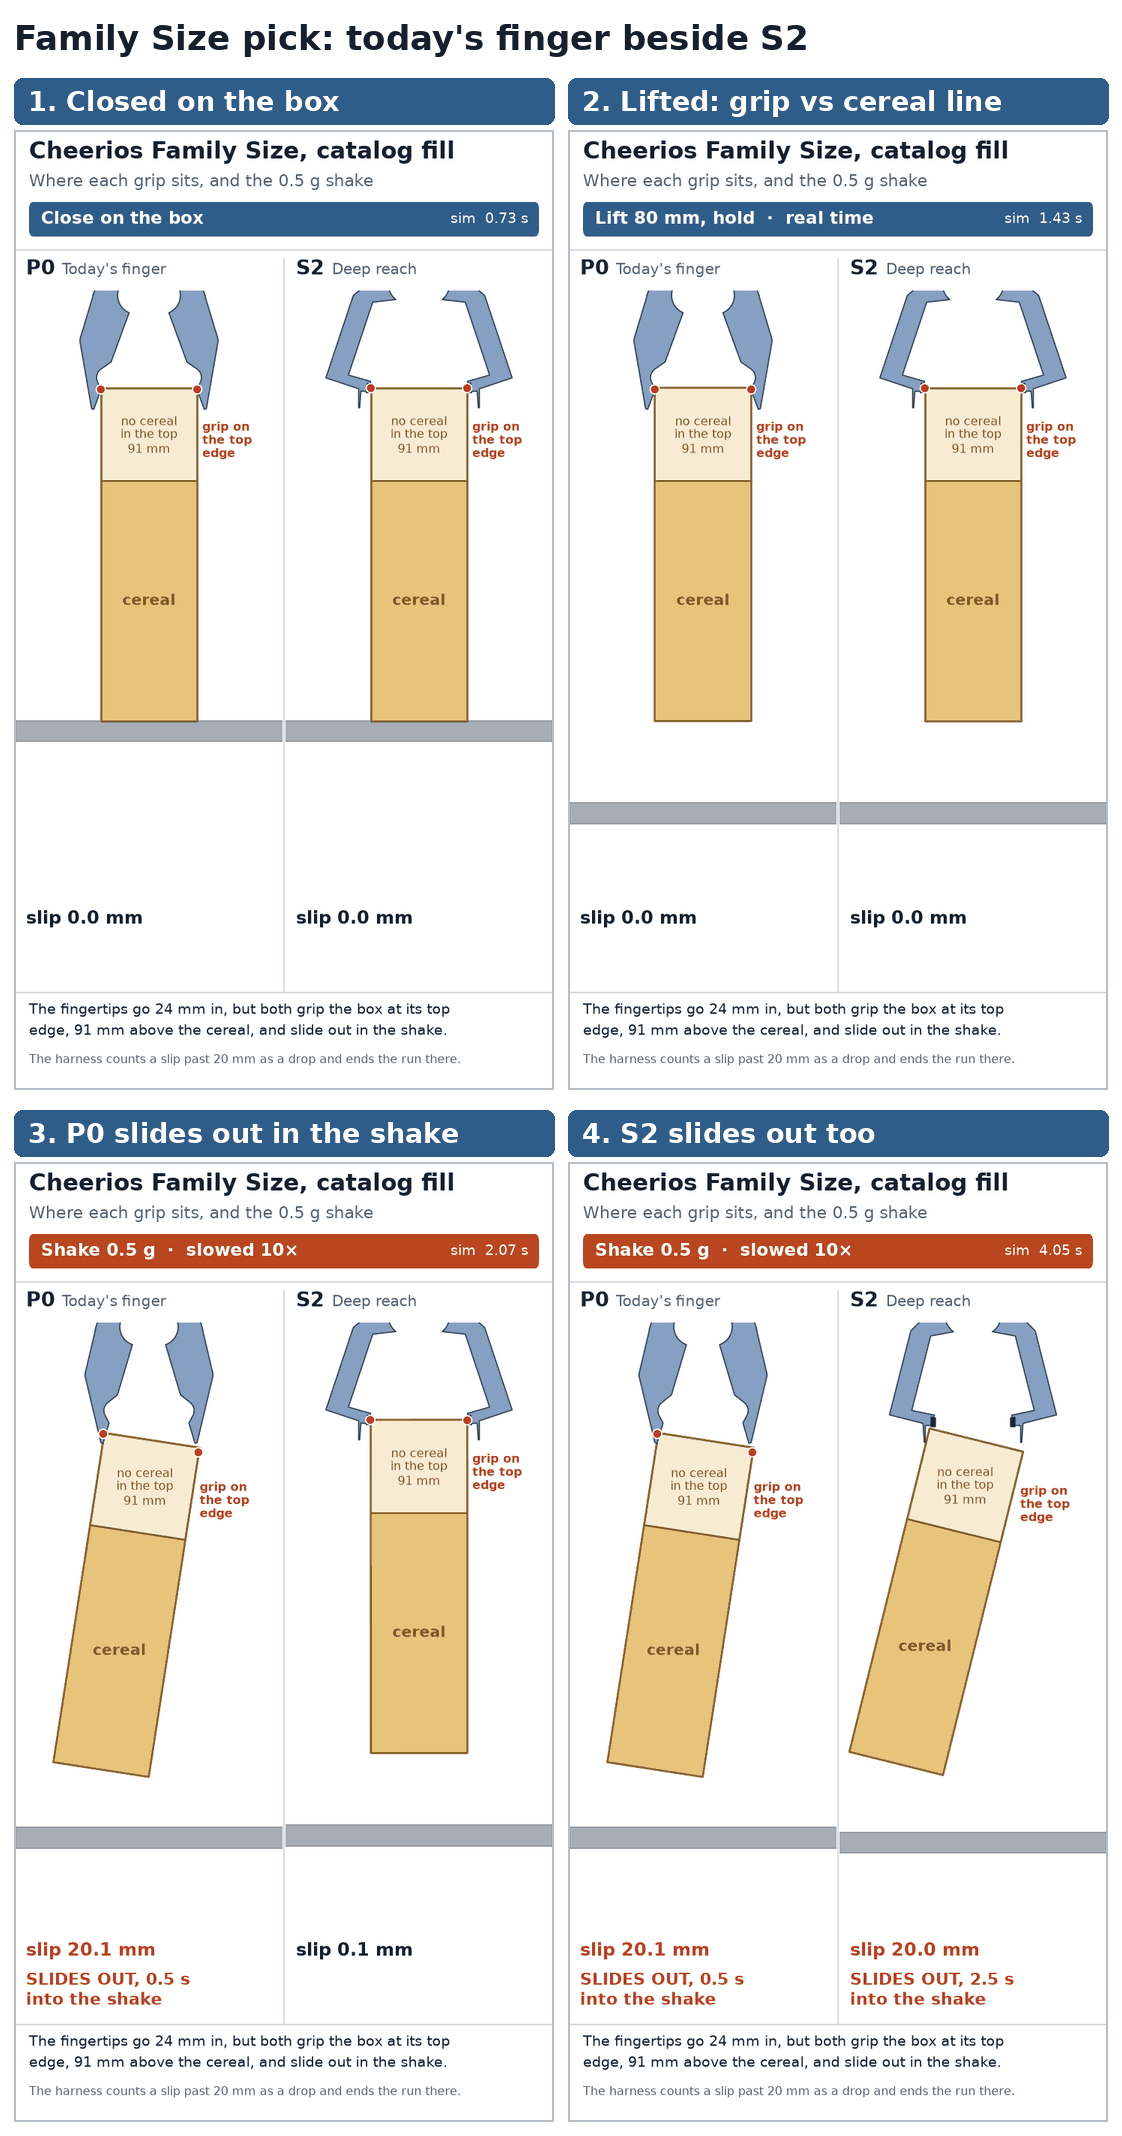 Family Size pick: today's finger beside S2
1. Closed on the box
Cheerios Family Size, catalog fill
Where each grip sits, and the 0.5 g shake
Close on the box sim 0.73 s
P0 Today's finger
no cereal
in the top
91 mm
grip on
the top
edge
cereal
slip 0.0 mm
S2 Deep reach
no cereal
in the top
91 mm
grip on
the top
edge
cereal
slip 0.0 mm
The fingertips go 24 mm in, but both grip the box at its top
edge, 91 mm above the cereal, and slide out in the shake.
The harness counts a slip past 20 mm as a drop and ends the run there.
2. Lifted: grip vs cereal line
Cheerios Family Size, catalog fill
Where each grip sits, and the 0.5 g shake
Lift 80 mm, hold · real time sim 1.43 s
P0 Today's finger
no cereal
in the top
91 mm
grip on
the top
edge
cereal
slip 0.0 mm
S2 Deep reach
no cereal
in the top
91 mm
grip on
the top
edge
cereal
slip 0.0 mm
The fingertips go 24 mm in, but both grip the box at its top
edge, 91 mm above the cereal, and slide out in the shake.
The harness counts a slip past 20 mm as a drop and ends the run there.
3. P0 slides out in the shake
Cheerios Family Size, catalog fill
Where each grip sits, and the 0.5 g shake
Shake 0.5 g · slowed 10× sim 2.07 s
P0 Today's finger
no cereal
in the top
91 mm
grip on
the top
edge
cereal
slip 20.1 mm
SLIDES OUT, 0.5 s
into the shake
S2 Deep reach
no cereal
in the top
91 mm
grip on
the top
edge
cereal
slip 0.1 mm
The fingertips go 24 mm in, but both grip the box at its top
edge, 91 mm above the cereal, and slide out in the shake.
The harness counts a slip past 20 mm as a drop and ends the run there.
4. S2 slides out too
Cheerios Family Size, catalog fill
Where each grip sits, and the 0.5 g shake
Shake 0.5 g · slowed 10× sim 4.05 s
P0 Today's finger
no cereal
in the top
91 mm
grip on
the top
edge
cereal
slip 20.1 mm
SLIDES OUT, 0.5 s
into the shake
S2 Deep reach
no cereal
in the top
91 mm
grip on
the top
edge
cereal
slip 20.0 mm
SLIDES OUT, 2.5 s
into the shake
The fingertips go 24 mm in, but both grip the box at its top
edge, 91 mm above the cereal, and slide out in the shake.
The harness counts a slip past 20 mm as a drop and ends the run there.